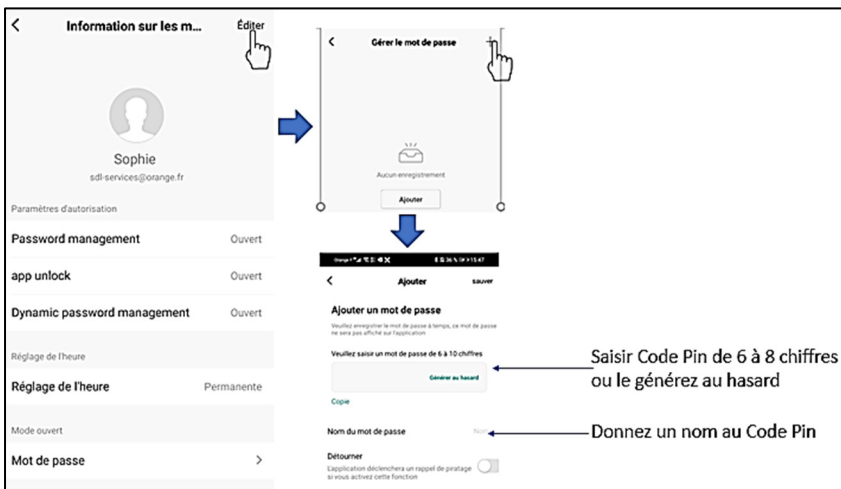 Information sur les m...
Éditer
Sophie
sdl-services@orange.fr
Paramètres d'autorisation
Password management Ouvert
app unlock Ouvert
Dynamic password management Ouvert
Réglage de l'heure
Réglage de l'heure Permanente
Mode ouvert
Mot de passe
Gérer le mot de passe
Aucun enregistrement
Ajouter
Ajouter sauver
Ajouter un mot de passe
Veuillez enregistrer le mot de passe à temps, ce mot de passe
ne sera pas affiché sur l'application
Veuillez saisir un mot de passe de 6 à 10 chiffres
Générer au hasard
Copie
Nom du mot de passe Nom
Détourner
L'application déclenchera un rappel de piratage
si vous activez cette fonction
Saisir Code Pin de 6 à 8 chiffres
ou le générez au hasard
Donnez un nom au Code Pin